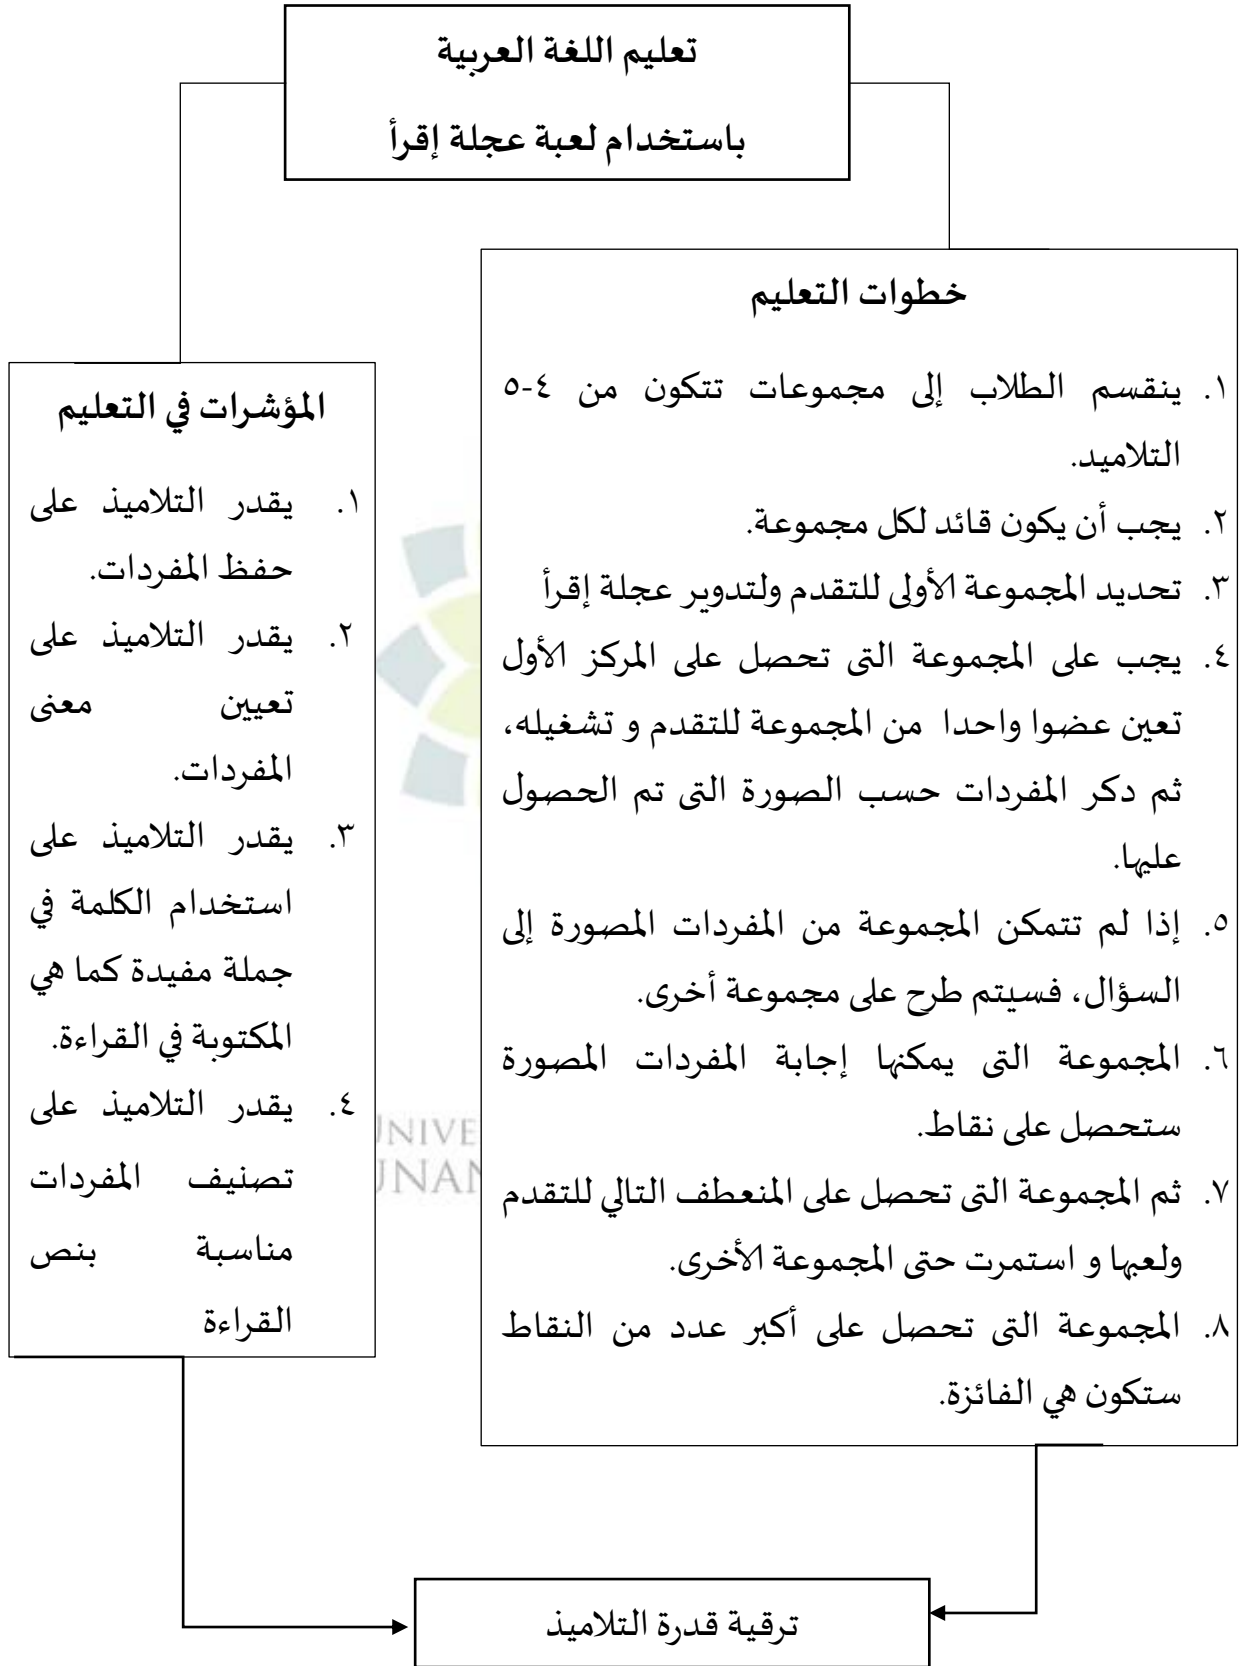 تعليم اللغة العربية
باستخدام لعبة عجلة إقرأ
خطوات التعليم
١. ينقسم الطلاب إلى مجموعات تتكون من ٤-٥
التلاميد.
٢. يجب أن يكون قائد لكل مجموعة.
٣. تحديد المجموعة الأولى للتقدم ولتدوير عجلة إقرأ
٤. يجب على المجموعة التى تحصل على المركز الأول
تعين عضوا واحدا من المجموعة للتقدم و تشغيله،
ثم دكر المفردات حسب الصورة التى تم الحصول
عليها.
٥. إذا لم تتمكن المجموعة من المفردات المصورة إلى
السؤال، فسيتم طرح على مجموعة أخرى.
٦. المجموعة التى يمكنها إجابة المفردات المصورة
ستحصل على نقاط.
٧. ثم المجموعة التى تحصل على المنعطف التالي للتقدم
ولعبها و استمرت حتى المجموعة الأخرى.
٨. المجموعة التى تحصل على أكبر عدد من النقاط
ستكون هي الفائزة.
المؤشرات في التعليم
١. يقدر التلاميذ على
حفظ المفردات.
٢. يقدر التلاميذ على
تعيين معنى
المفردات.
٣. يقدر التلاميذ على
استخدام الكلمة في
جملة مفيدة كما هي
المكتوبة في القراءة.
٤. يقدر التلاميذ على
تصنيف المفردات
مناسبة بنص
القراءة
ترقية قدرة التلاميذ